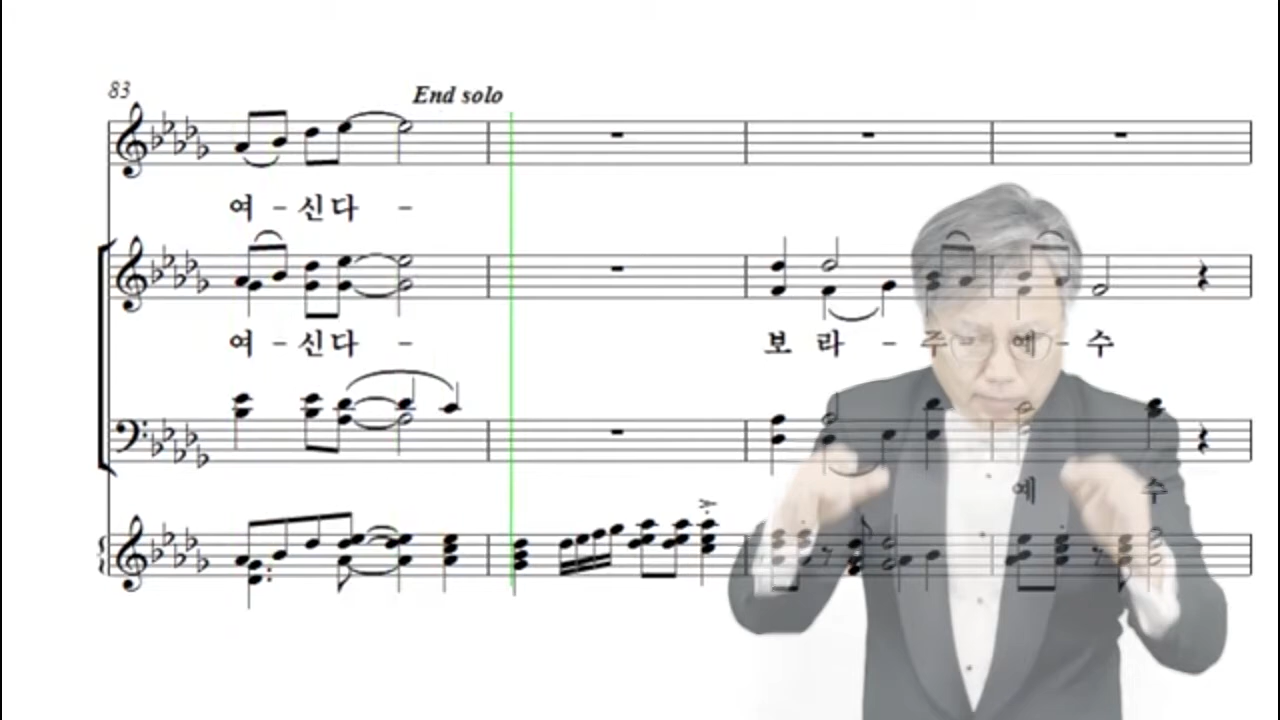 83
End solo
여 - 신 다 -
여 - 신 다 -
보 라 - 주 - 예 - 수
예 수